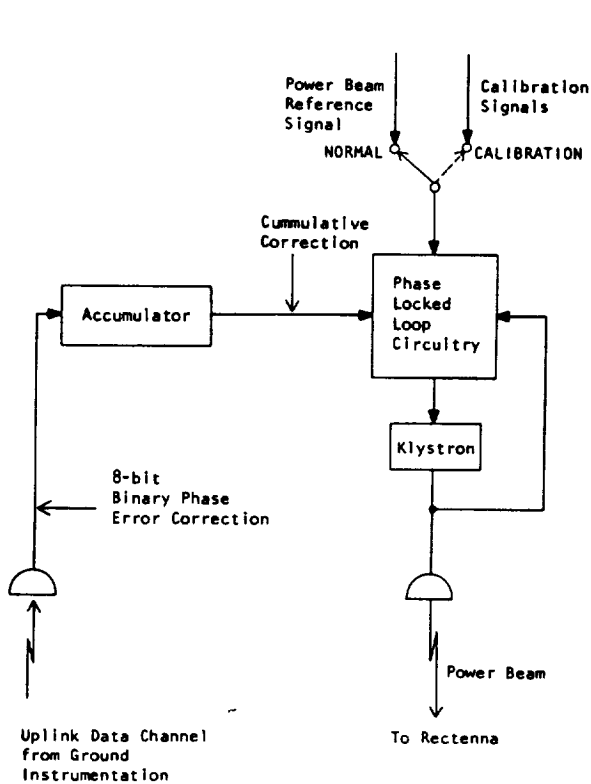 Power Beam
Reference
Signal
Calibration
Signals
NORMAL
CALIBRATION
Cummulative
Correction
Phase
Locked
Loop
Circuitry
Accumulator
Klystron
8-bit
Binary Phase
Error Correction
Power Beam
Uplink Data Channel
from Ground
Instrumentation
To Rectenna